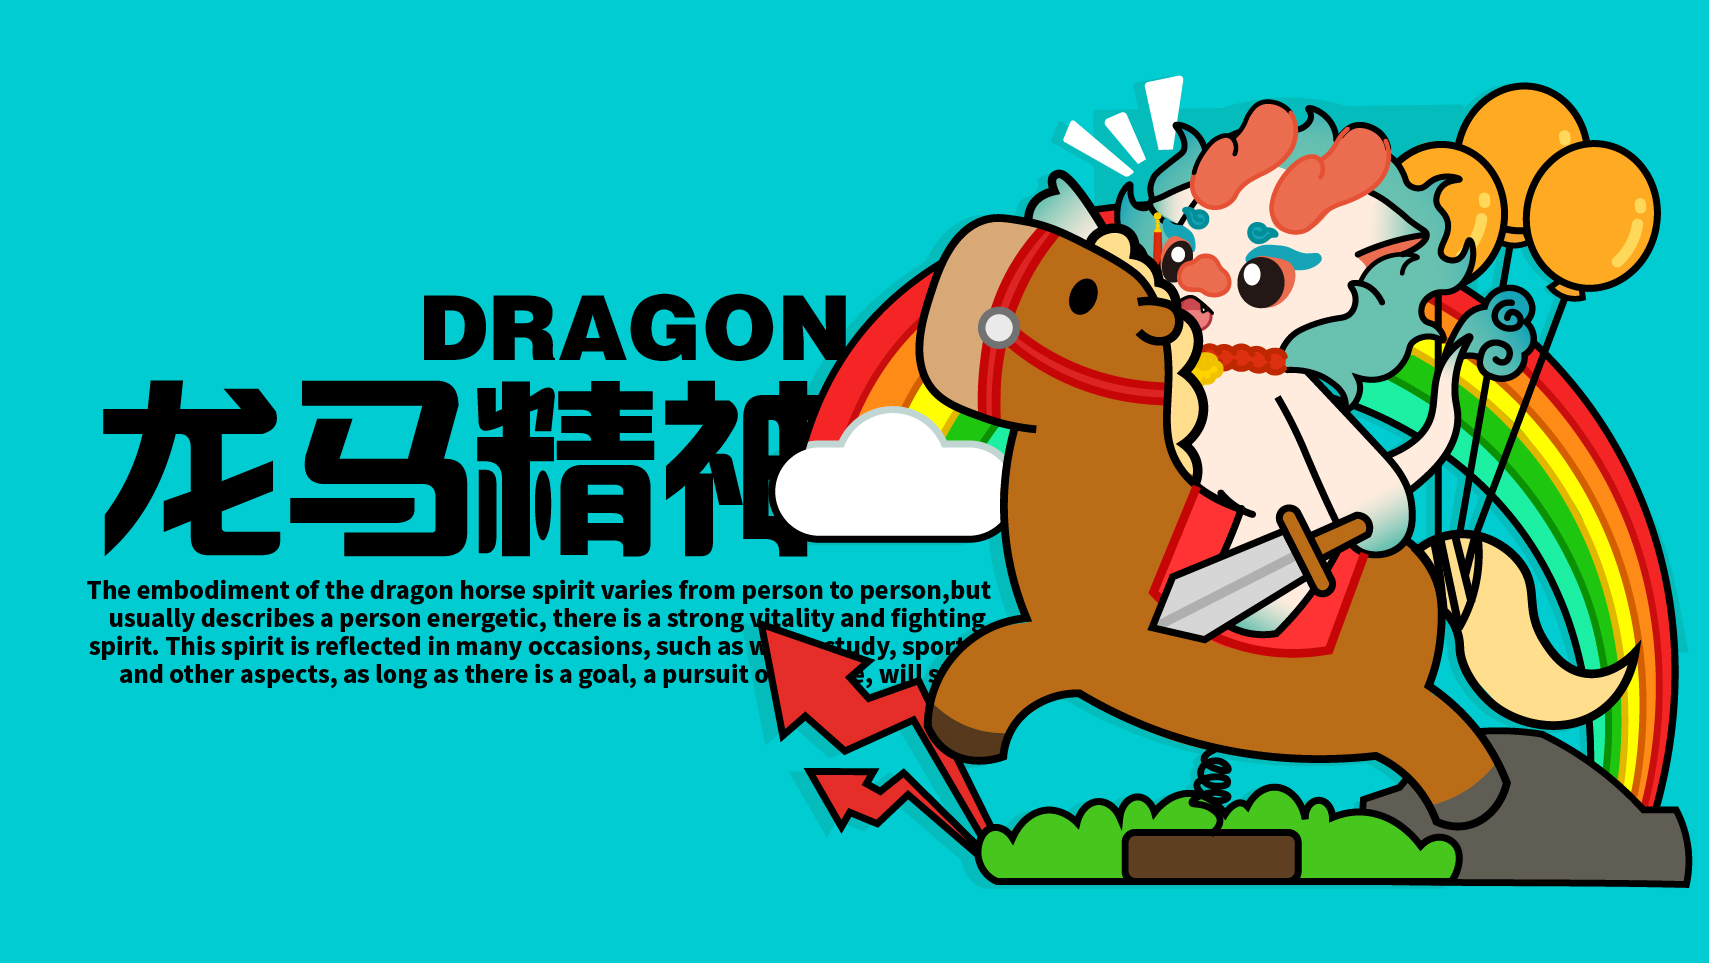 DRAGON
龙马精神
The embodiment of the dragon horse spirit varies from person to person,but
usually describes a person energetic, there is a strong vitality and fighting
spirit. This spirit is reflected in many occasions, such as
and other aspects, as long as there is a goal, a pursuit will